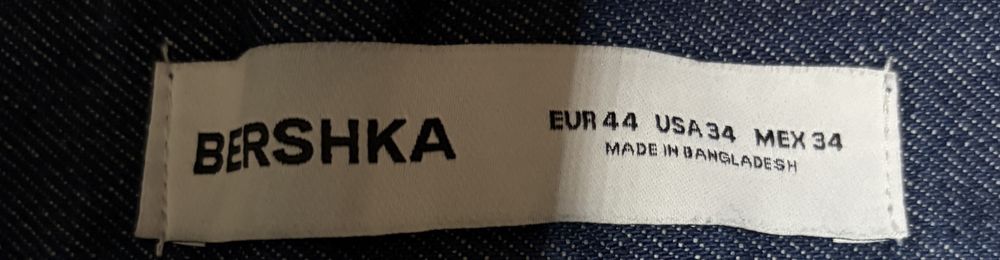 BERSHKA
EUR 44 USA 34 MEX 34
MADE IN BANGLADESH